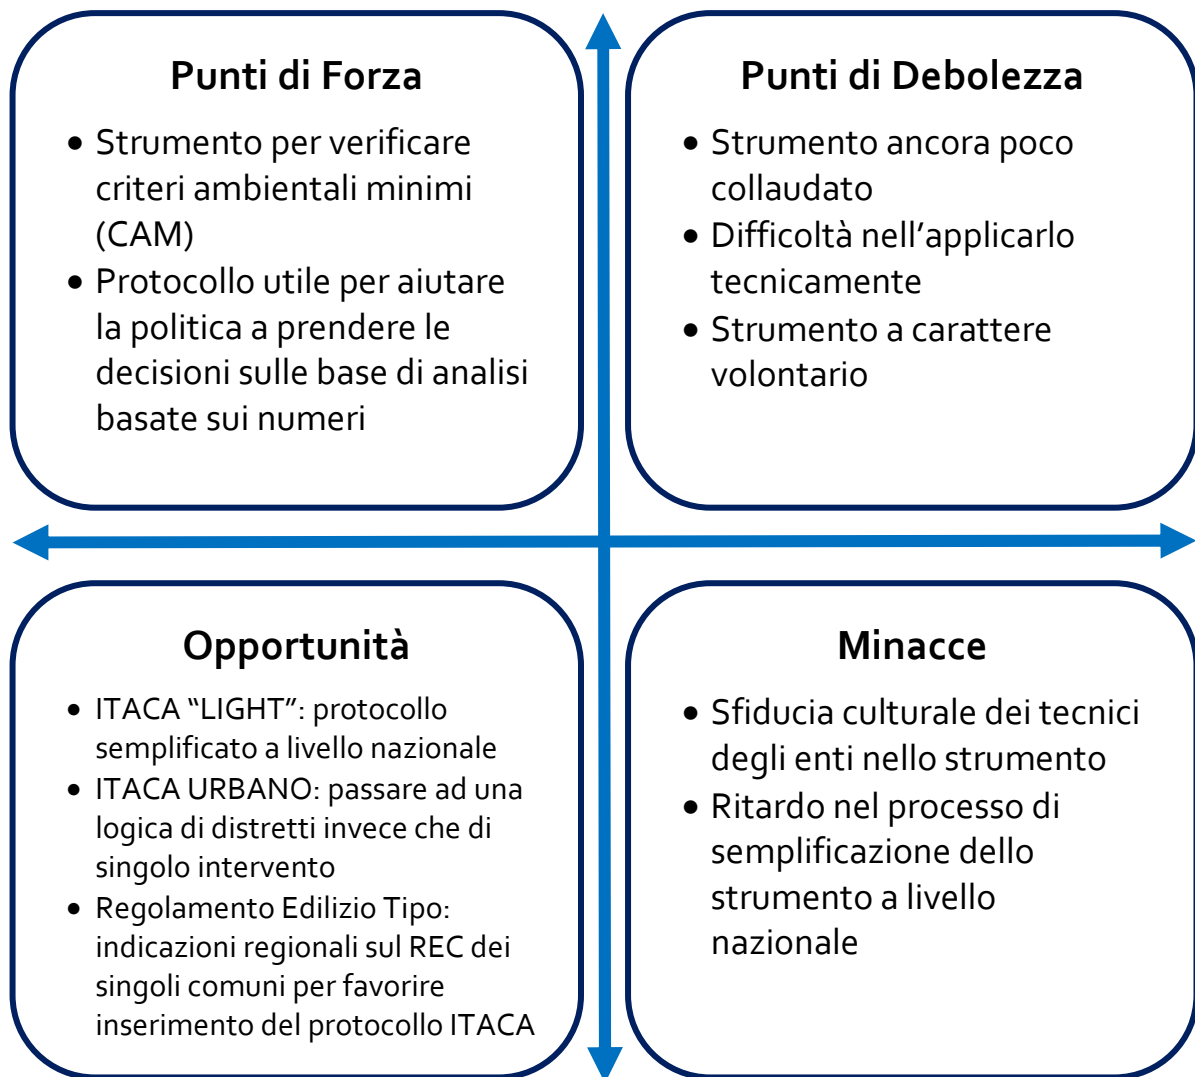 Punti di Forza
• Strumento per verificare
criteri ambientali minimi
(CAM)
• Protocollo utile per aiutare
la politica a prendere le
decisioni sulle base di analisi
basate sui numeri
Punti di Debolezza
• Strumento ancora poco
collaudato
• Difficoltà nell’applicarlo
tecnicamente
• Strumento a carattere
volontario
Opportunità
• ITACA “LIGHT”: protocollo
semplificato a livello nazionale
• ITACA URBANO: passare ad una
logica di distretti invece che di
singolo intervento
• Regolamento Edilizio Tipo:
indicazioni regionali sul REC dei
singoli comuni per favorire
inserimento del protocollo ITACA
Minacce
• Sfiducia culturale dei tecnici
degli enti nello strumento
• Ritardo nel processo di
semplificazione dello
strumento a livello
nazionale